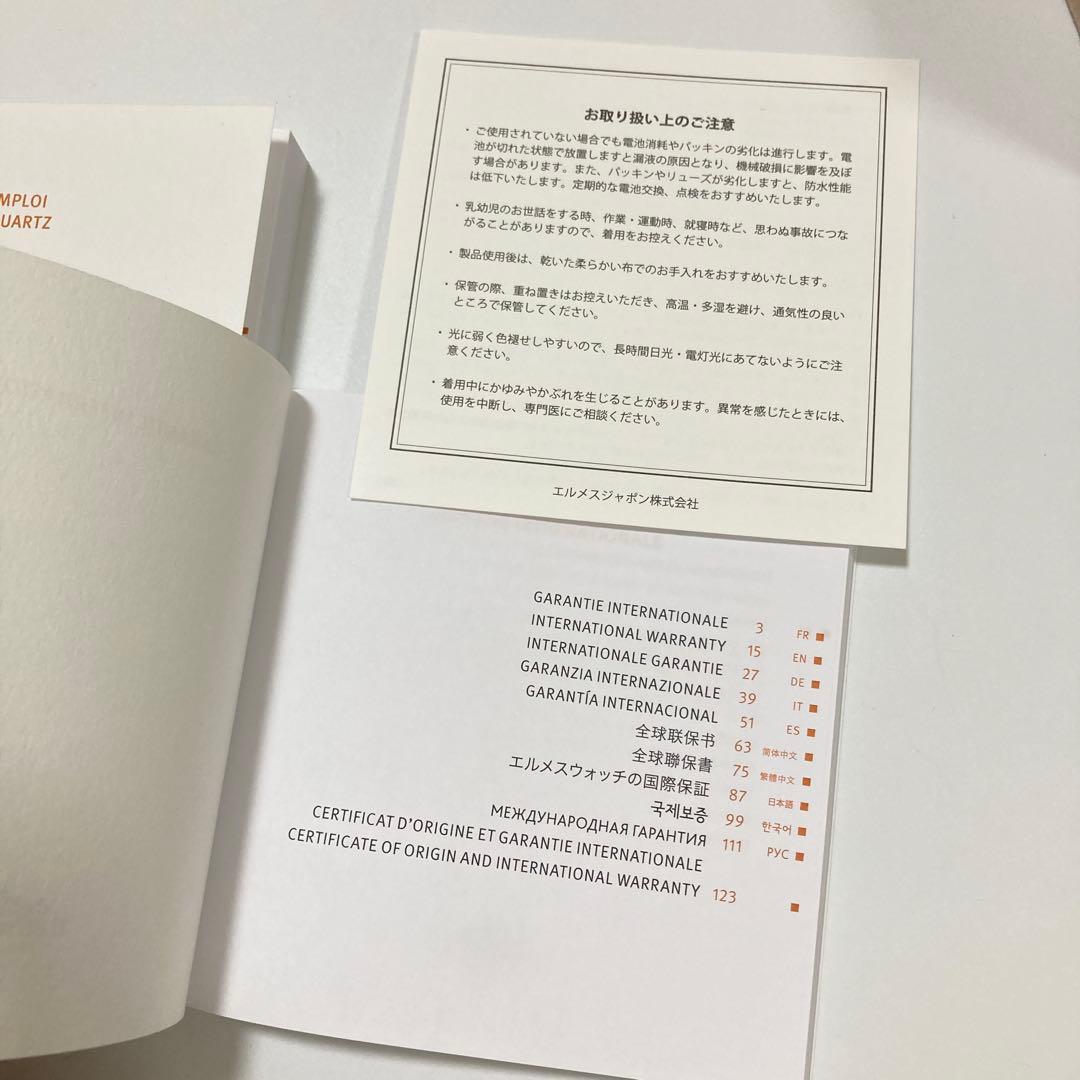 MPLOI
UARTZ
お取り扱い上のご注意
・ご使用されていない場合でも電池消耗やパッキンの劣化は進行します。電
池が切れた状態で放置しますと漏液の原因となり、機械破損に影響を及ぼ
す場合があります。また、パッキンやリューズが劣化しますと、防水性能
は低下いたします。定期的な電池交換、点検をおすすめいたします。
・乳幼児のお世話をする時、作業・運動時、就寝時など、思わぬ事故につな
がることがありますので、着用をお控えください。
・製品使用後は、乾いた柔らかい布でのお手入れをおすすめいたします。
・保管の際、重ね置きはお控えいただき、高温・多湿を避け、通気性の良い
ところで保管してください。
・光に弱く色褪せしやすいので、長時間日光・電灯光にあてないようにご注
意ください。
・着用中にかゆみやかぶれを生じることがあります。異常を感じたときには、
使用を中断し、専門医にご相談ください。
エルメスジャポン株式会社
GARANTIE INTERNATIONALE 3 FR
INTERNATIONAL WARRANTY 15 EN
INTERNATIONALE GARANTIE 27 DE
GARANZIA INTERNAZIONALE 39 IT
GARANTÍA INTERNACIONAL 51 ES
全球联保书 63 简体中文
全球聯保書 75 繁體中文
エルメスウォッチの国際保証 87 日本語
국제보증 99 한국어
МЕЖДУНАРОДНАЯ ГАРАНТИЯ 111 РУС
CERTIFICAT D'ORIGINE ET GARANTIE INTERNATIONALE
CERTIFICATE OF ORIGIN AND INTERNATIONAL WARRANTY 123